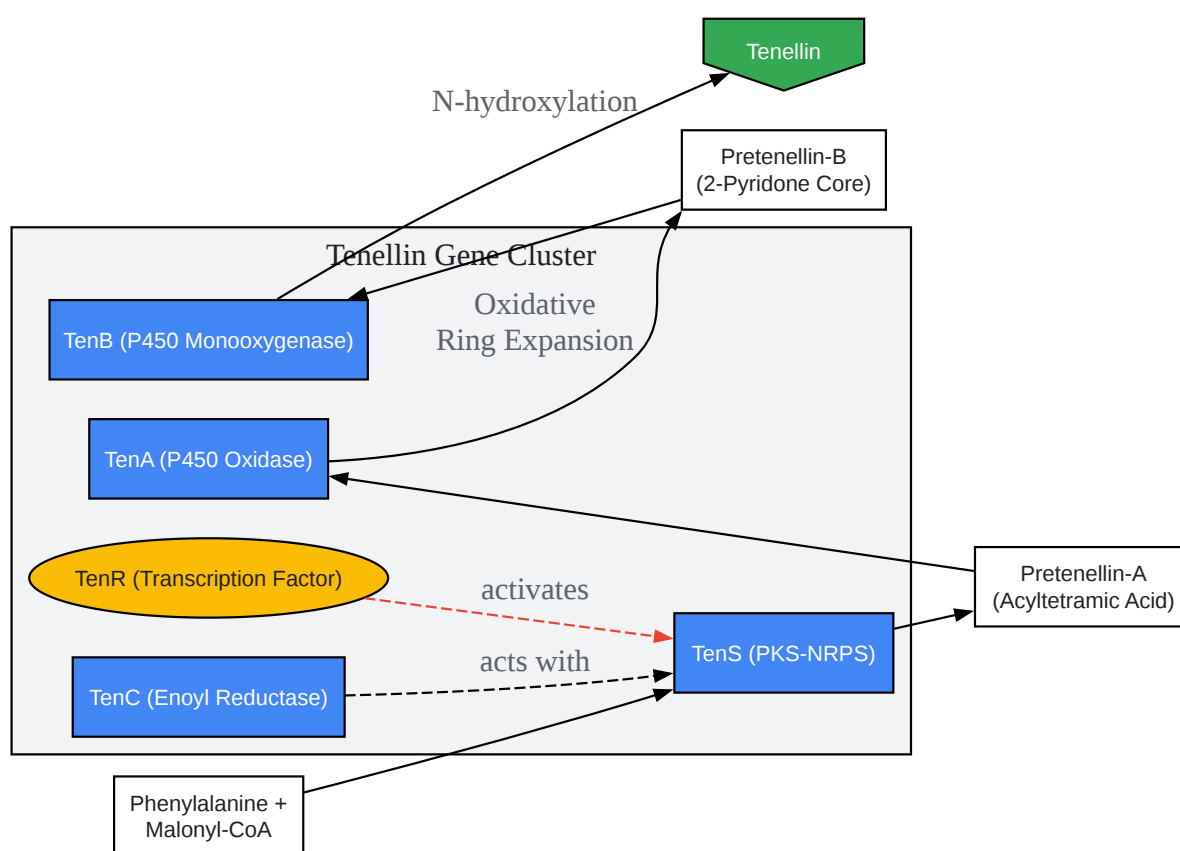 Tenellin
N-hydroxylation
Pretenellin-B
(2-Pyridone Core)
Tenellin Gene Cluster
Oxidative
Ring Expansion
TenB (P450 Monooxygenase)
TenA (P450 Oxidase)
TenR (Transcription Factor)
activates
Pretenellin-A
(Acyltetramic Acid)
TenS (PKS-NRPS)
acts with
TenC (Enoyl Reductase)
Phenylalanine +
Malonyl-CoA